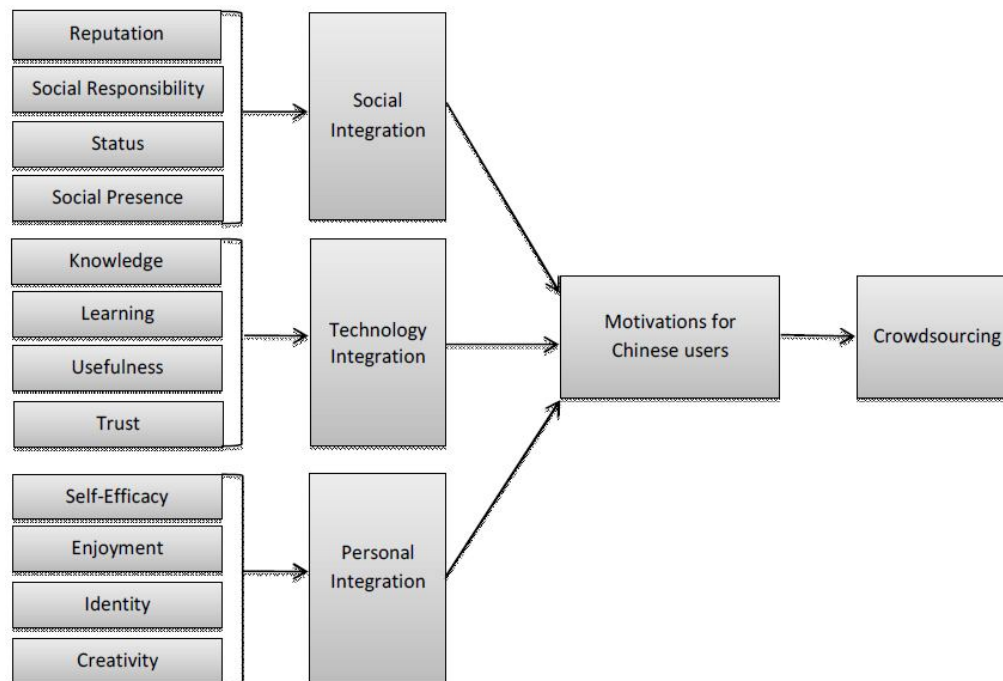 Reputation
Social Responsibility
Status
Social Presence
Social
Integration
Knowledge
Learning
Usefulness
Trust
Technology
Integration
Self-Efficacy
Enjoyment
Identity
Creativity
Personal
Integration
Motivations for
Chinese users
Crowdsourcing